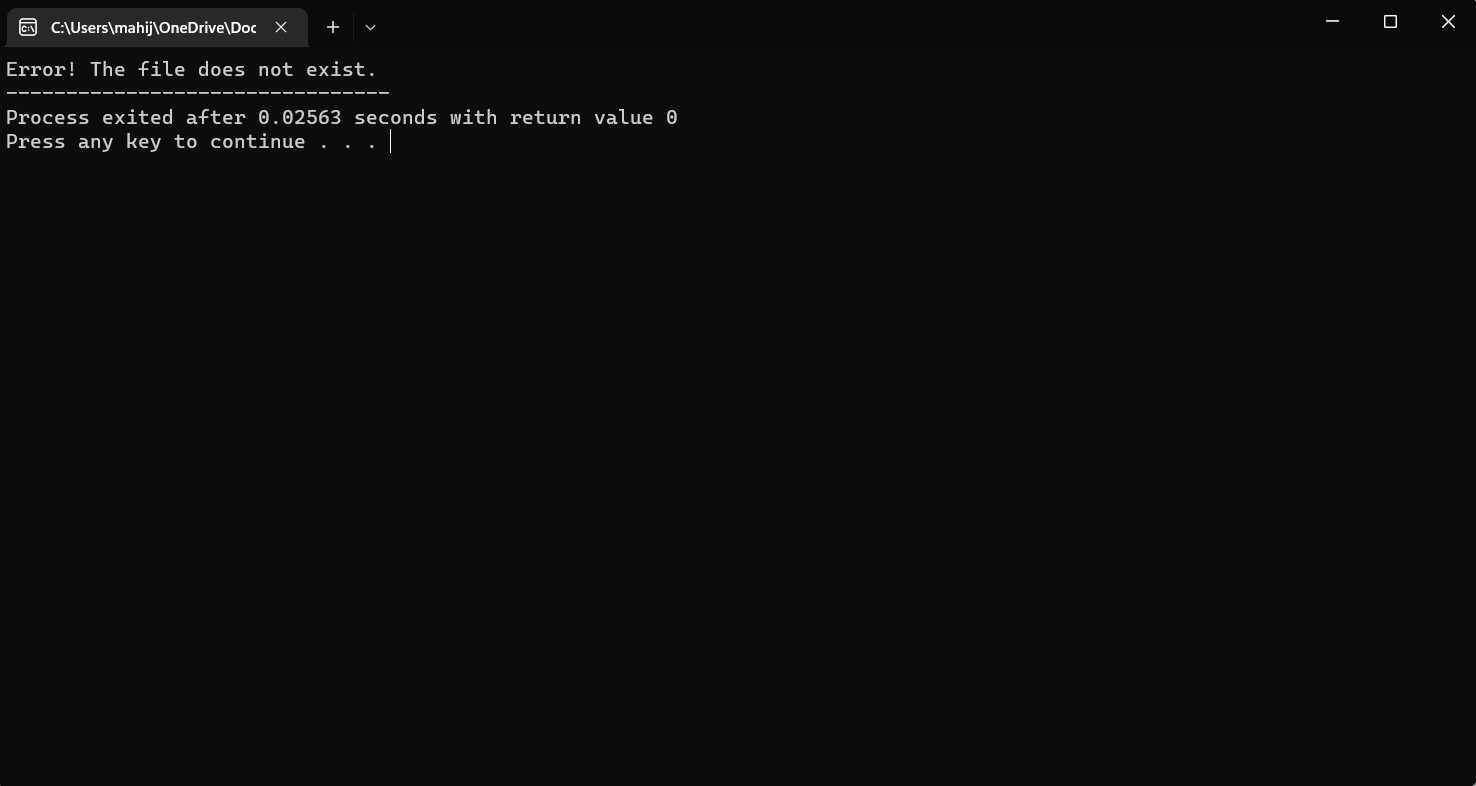 C:\Users\mahij\OneDrive\Doc
Error! The file does not exist.
--------------------------------
Process exited after 0.02563 seconds with return value 0
Press any key to continue . . .